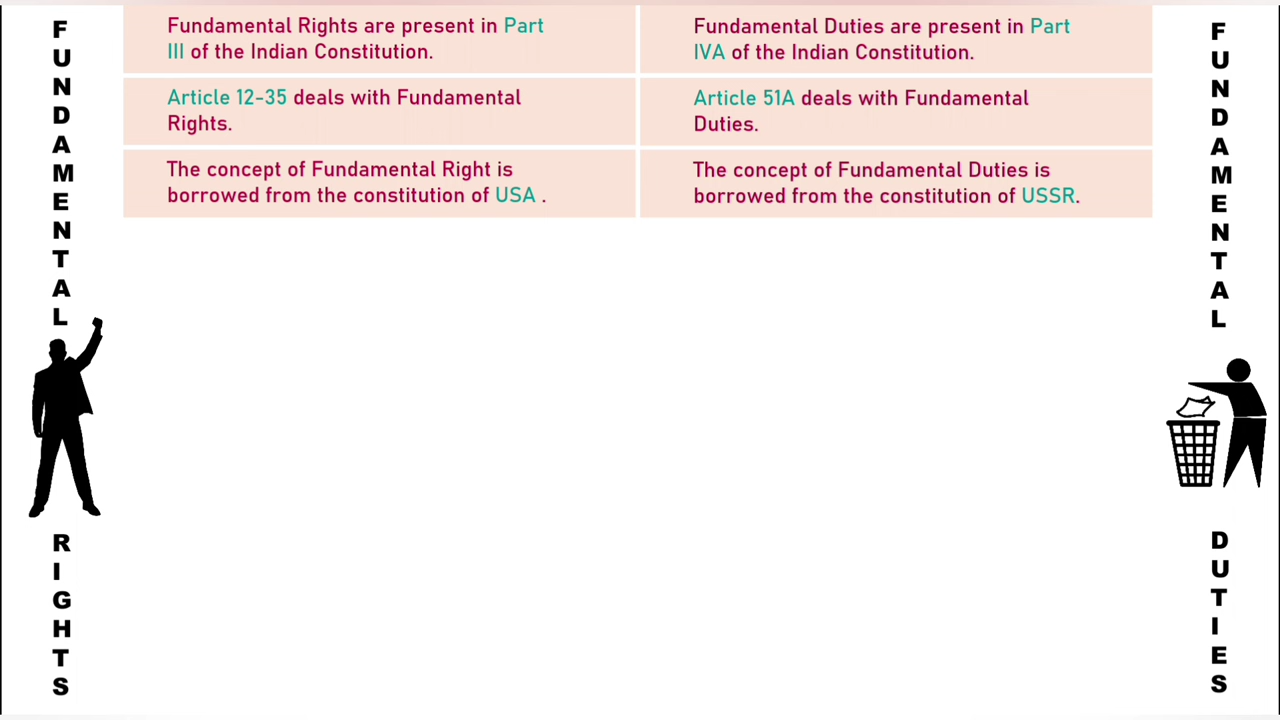 FUNDAMENTAL
RIGHTS
Fundamental Rights are present in Part
III of the Indian Constitution.
Fundamental Duties are present in Part
IVA of the Indian Constitution.
Article 12-35 deals with Fundamental
Rights.
Article 51A deals with Fundamental
Duties.
The concept of Fundamental Right is
borrowed from the constitution of USA .
The concept of Fundamental Duties is
borrowed from the constitution of USSR.
FUNDAMENTAL
DUTIES